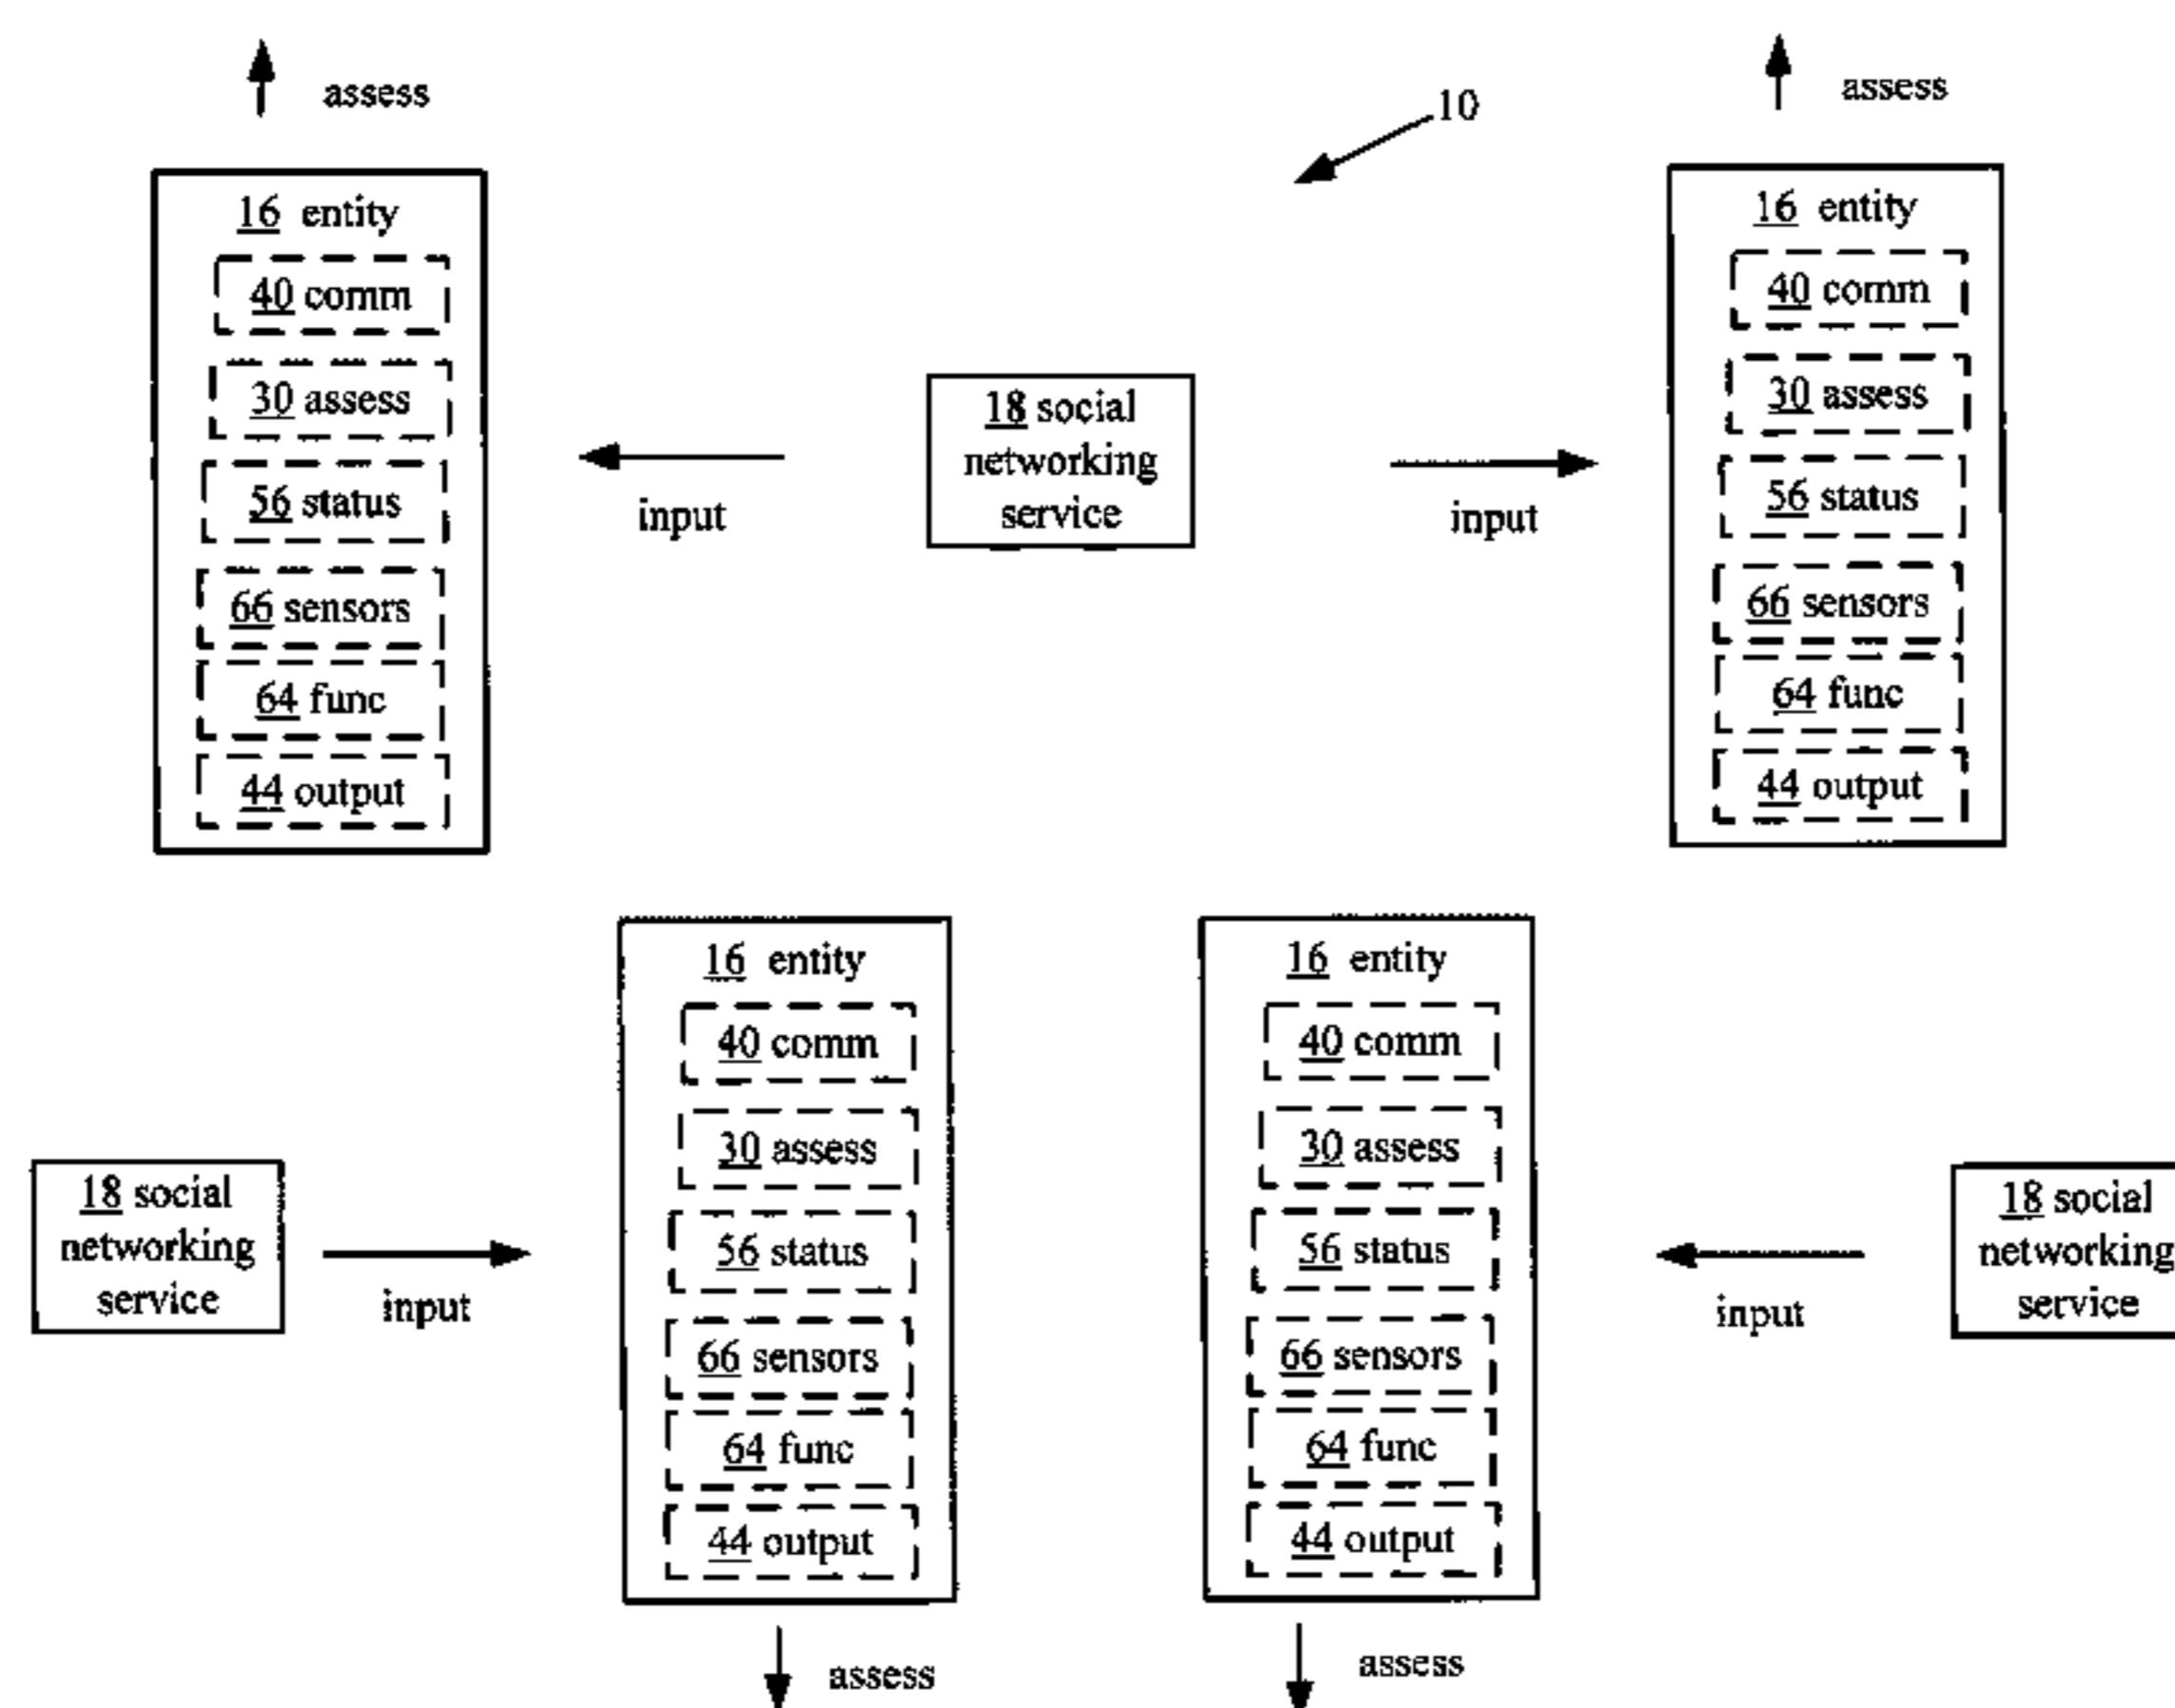 assess
assess
10
16 entity
40 comm
30 assess
56 status
66 sensors
64 func
44 output
input
18 social
networking
service
input
16 entity
40 comm
30 assess
56 status
66 sensors
64 func
44 output
18 social
networking
service
input
16 entity
40 comm
30 assess
56 status
66 sensors
64 func
44 output
assess
16 entity
40 comm
30 assess
56 status
66 sensors
64 func
44 output
assess
input
18 social
networking
service